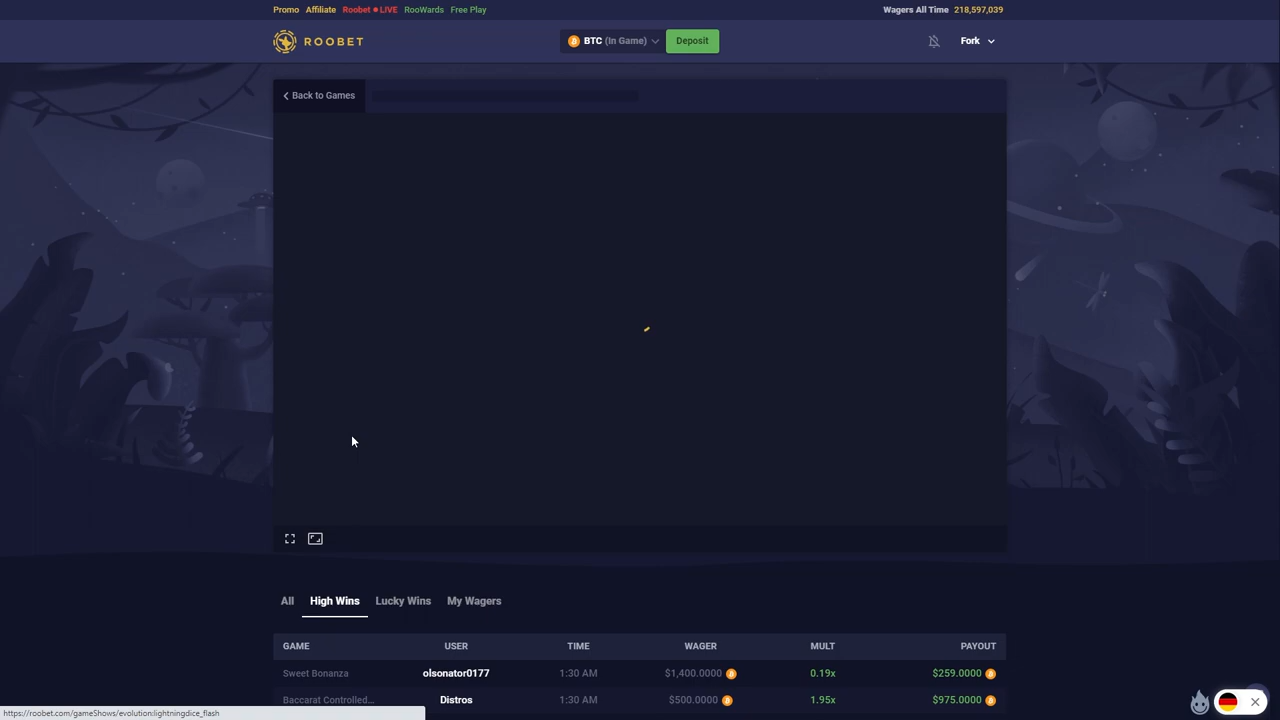 Promo Affiliate Roobet LIVE RooWards Free Play Wagers All Time 218,597,039
ROOBET BTC (In Game) Deposit Fork
Back to Games
All High Wins Lucky Wins My Wagers
GAME USER TIME WAGER MULT PAYOUT
Sweet Bonanza olsonator0177 1:30 AM $1,400.0000 0.19x $259.0000
Baccarat Controlled... Distros 1:30 AM $500.0000 1.95x $975.0000
https://roobet.com/gameShows/evolution:lightningdice_flash